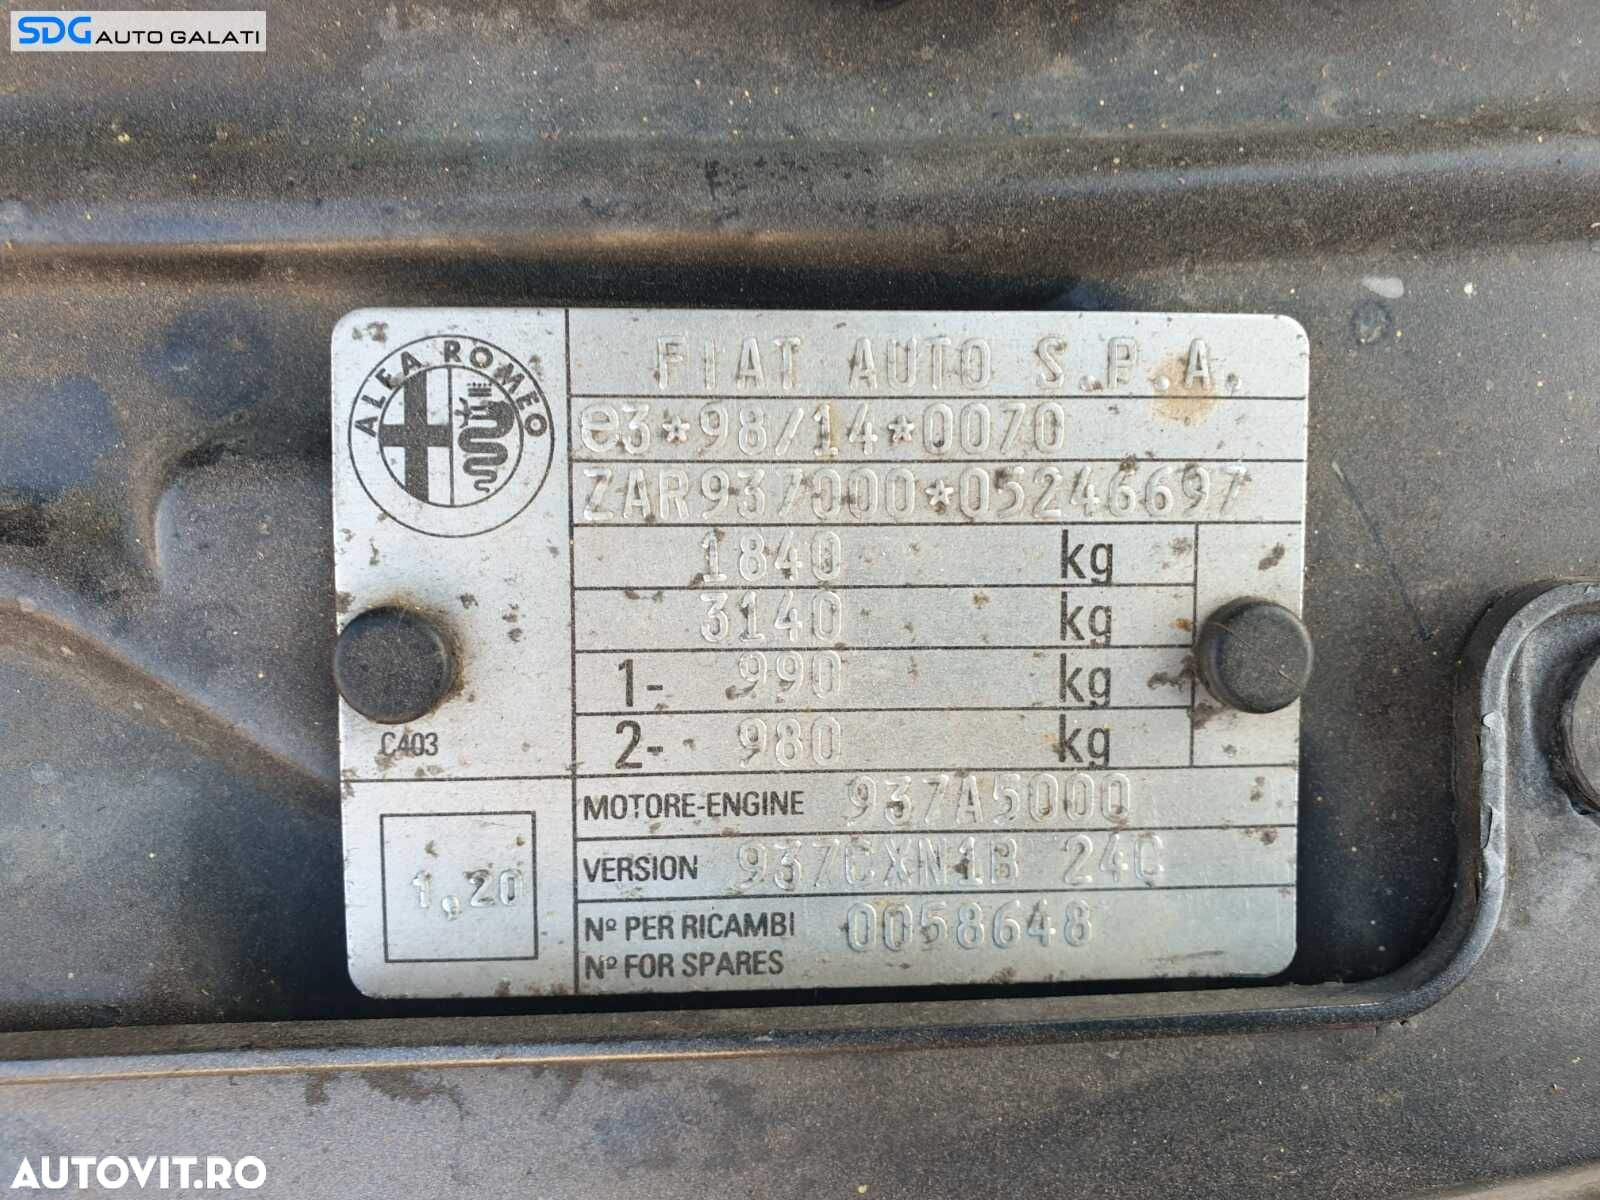 SDG AUTO GALATI
ALFA ROMEO
FIAT AUTO S.P.A.
e3*98/14*0070
ZAR937000*05246697
1840 kg
3140 kg
1- 990 kg
2- 980 kg
C403
MOTORE-ENGINE 937A5000
1,20
VERSION 937CXN1B 24C
Nº PER RICAMBI 0058648
Nº FOR SPARES
AUTOVIT.RO